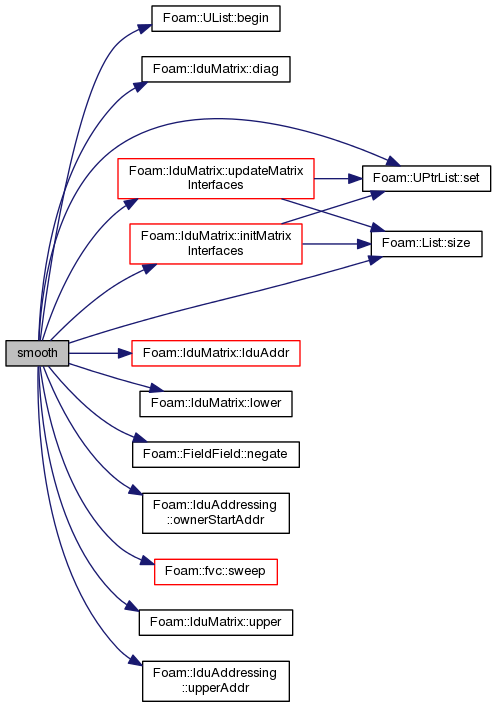 Foam::UList::begin
Foam::lduMatrix::diag
Foam::lduMatrix::updateMatrix
Interfaces
Foam::UPtrList::set
Foam::lduMatrix::initMatrix
Interfaces
Foam::List::size
smooth
Foam::lduMatrix::lduAddr
Foam::lduMatrix::lower
Foam::FieldField::negate
Foam::lduAddressing
::ownerStartAddr
Foam::fvc::sweep
Foam::lduMatrix::upper
Foam::lduAddressing
::upperAddr